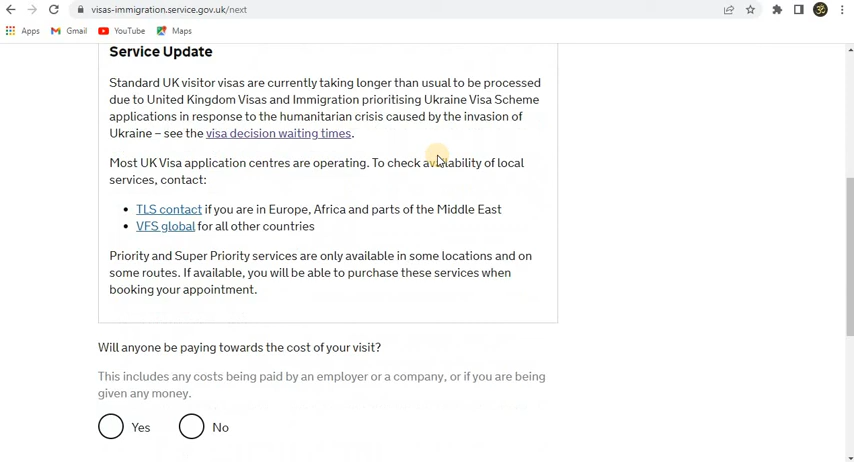 visas-immigration.service.gov.uk/next
Apps Gmail YouTube Maps
Service Update
Standard UK visitor visas are currently taking longer than usual to be processed
due to United Kingdom Visas and Immigration prioritising Ukraine Visa Scheme
applications in response to the humanitarian crisis caused by the invasion of
Ukraine – see the visa decision waiting times.
Most UK Visa application centres are operating. To check availability of local
services, contact:
• TLS contact if you are in Europe, Africa and parts of the Middle East
• VFS global for all other countries
Priority and Super Priority services are only available in some locations and on
some routes. If available, you will be able to purchase these services when
booking your appointment.
Will anyone be paying towards the cost of your visit?
This includes any costs being paid by an employer or a company, or if you are being
given any money.
Yes No